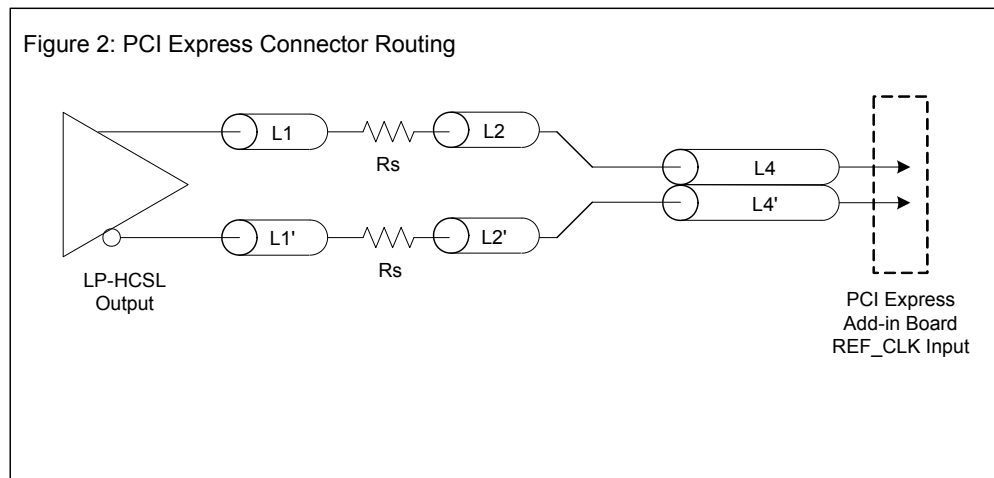 Figure 2: PCI Express Connector Routing
L1
Rs
L2
L4
L4'
L1'
Rs
L2'
LP-HCSL
Output
PCI Express
Add-in Board
REF_CLK Input